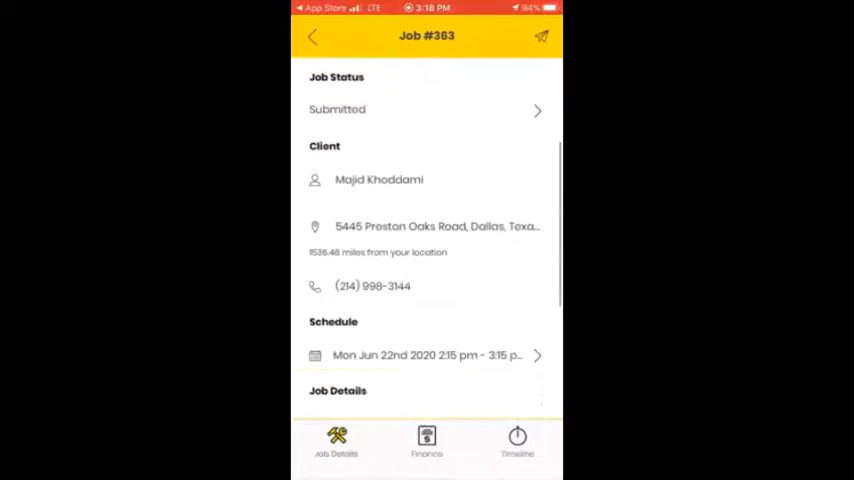 App Store LTE 3:18 PM 94%
Job #363
Job Status
Submitted
Client
Majid Khoddami
5445 Preston Oaks Road, Dallas, Texa...
1536.48 miles from your location
(214) 998-3144
Schedule
Mon Jun 22nd 2020 2:15 pm - 3:15 p...
Job Details
Job Details Finance Timeline